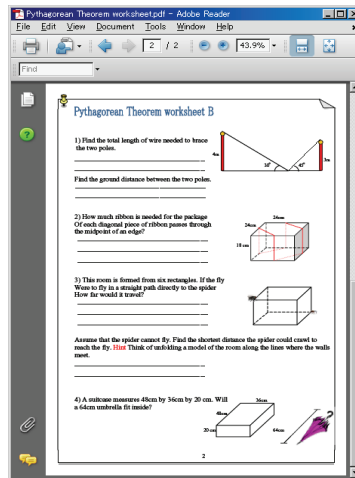 Pythagorean Theorem worksheet.pdf - Adobe Reader
File Edit View Document Tools Window Help
2 / 2 43.9%
Find
Pythagorean Theorem worksheet B
1) Find the total length of wire needed to brace
the two poles.
4m
30°
45°
3m
Find the ground distance between the two poles.
2) How much ribbon is needed for the package
Of each diagonal piece of ribbon passes through
the midpoint of an edge?
24cm
24cm
10 cm
3) This room is formed from six rectangles. If the fly
Were to fly in a straight path directly to the spider
How far would it travel?
Assume that the spider cannot fly. Find the shortest distance the spider could crawl to
reach the fly. Hint Think of unfolding a model of the room along the lines where the walls
meet.
4) A suitcase measures 48cm by 36cm by 20 cm. Will
a 64cm umbrella fit inside?
36cm
48cm
20 cm
64cm
2